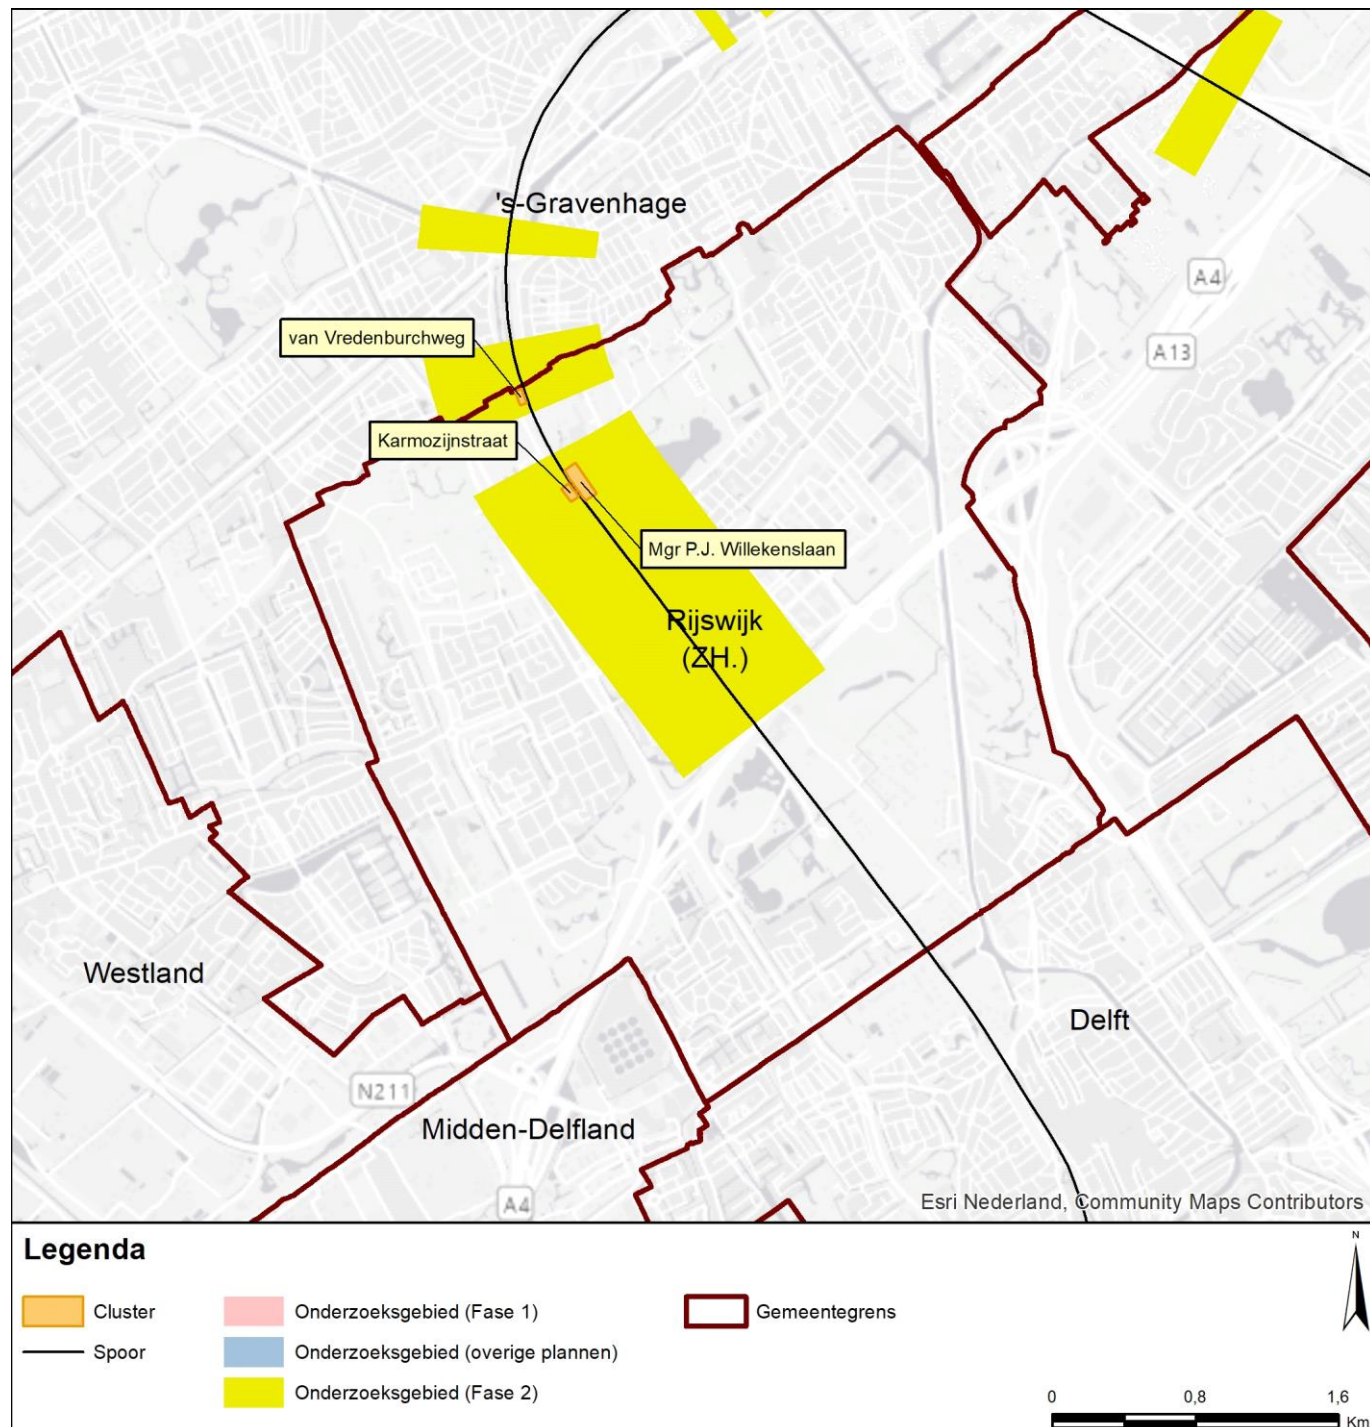 's-Gravenhage
A4
van Vredenburchweg
A13
Karmozijnstraat
Mgr P.J. Willekenslaan
Rijswijk
(ZH.)
Westland
Delft
N211
Midden-Delfland
A4
Esri Nederland, Community Maps Contributors
Legenda
N
Cluster
Onderzoeksgebied (Fase 1)
Gemeentegrens
Spoor
Onderzoeksgebied (overige plannen)
Onderzoeksgebied (Fase 2)
0 0,8 1,6
Km